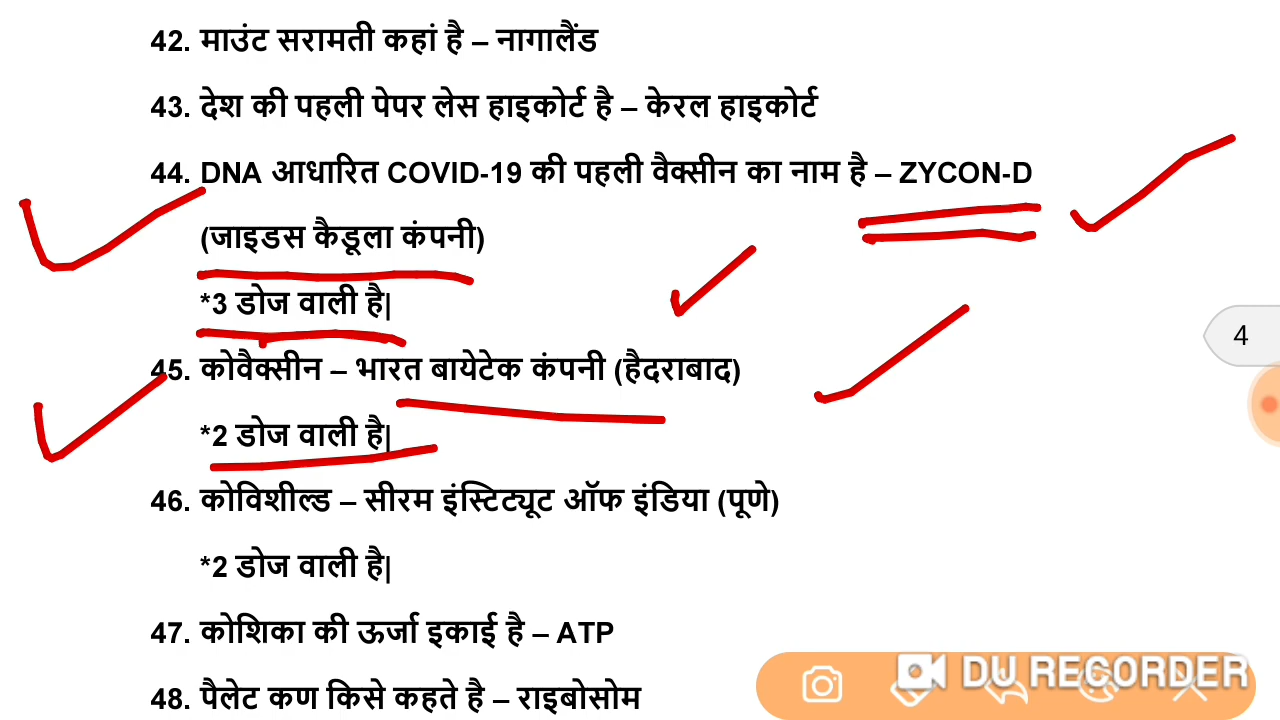 42. माउंट सरामती कहां है – नागालैंड
43. देश की पहली पेपर लेस हाइकोर्ट है – केरल हाइकोर्ट
44. DNA आधारित COVID-19 की पहली वैक्सीन का नाम है – ZYCON-D
(जाइडस कैडूला कंपनी)
*3 डोज वाली है|
45. कोवैक्सीन – भारत बायेटेक कंपनी (हैदराबाद)
*2 डोज वाली है|
46. कोविशील्ड – सीरम इंस्टिट्यूट ऑफ इंडिया (पूणे)
*2 डोज वाली है|
47. कोशिका की ऊर्जा इकाई है – ATP
48. पैलेट कण किसे कहते है – राइबोसोम
4
DU RECORDER